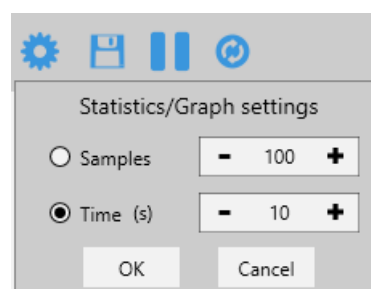 Statistics/Graph settings
Samples - 100 +
Time (s) - 10 +
OK Cancel